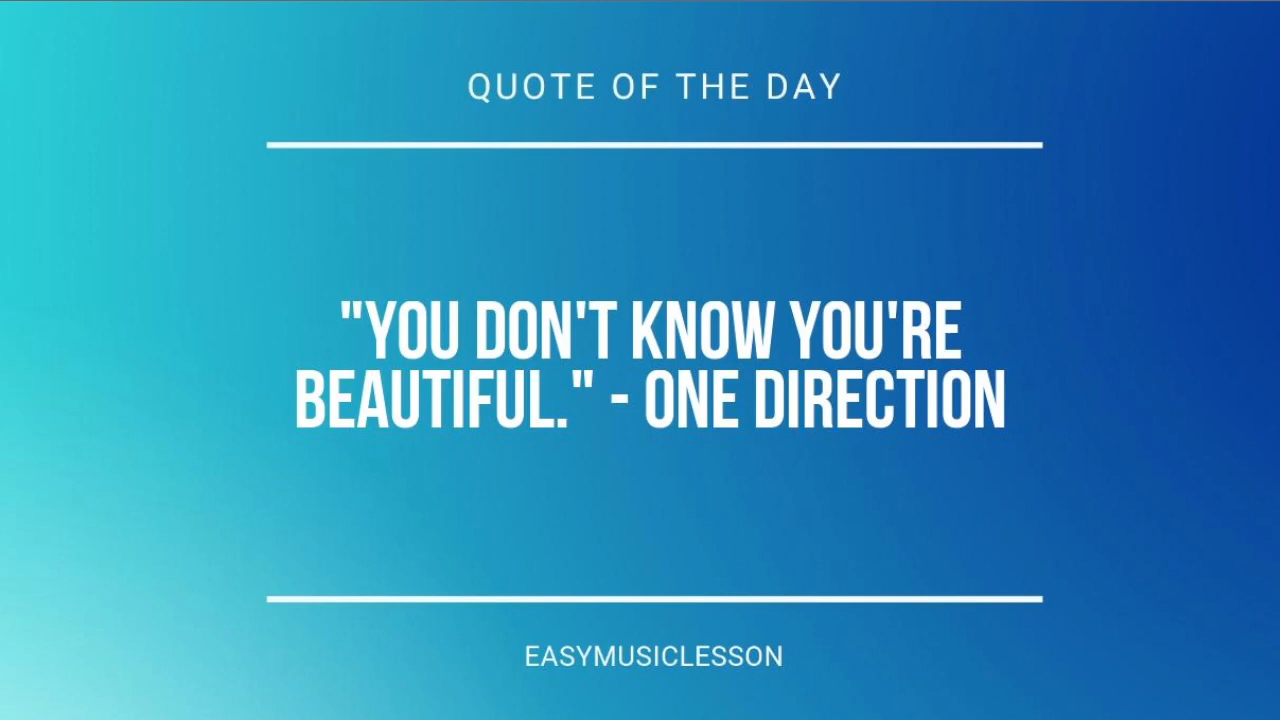 QUOTE OF THE DAY
"YOU DON'T KNOW YOU'RE
BEAUTIFUL." - ONE DIRECTION
EASYMUSICLESSON